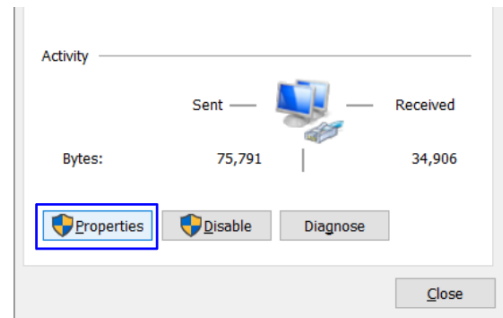 Activity
Sent — — Received
Bytes: 75,791 34,906
Properties Disable Diagnose
Close